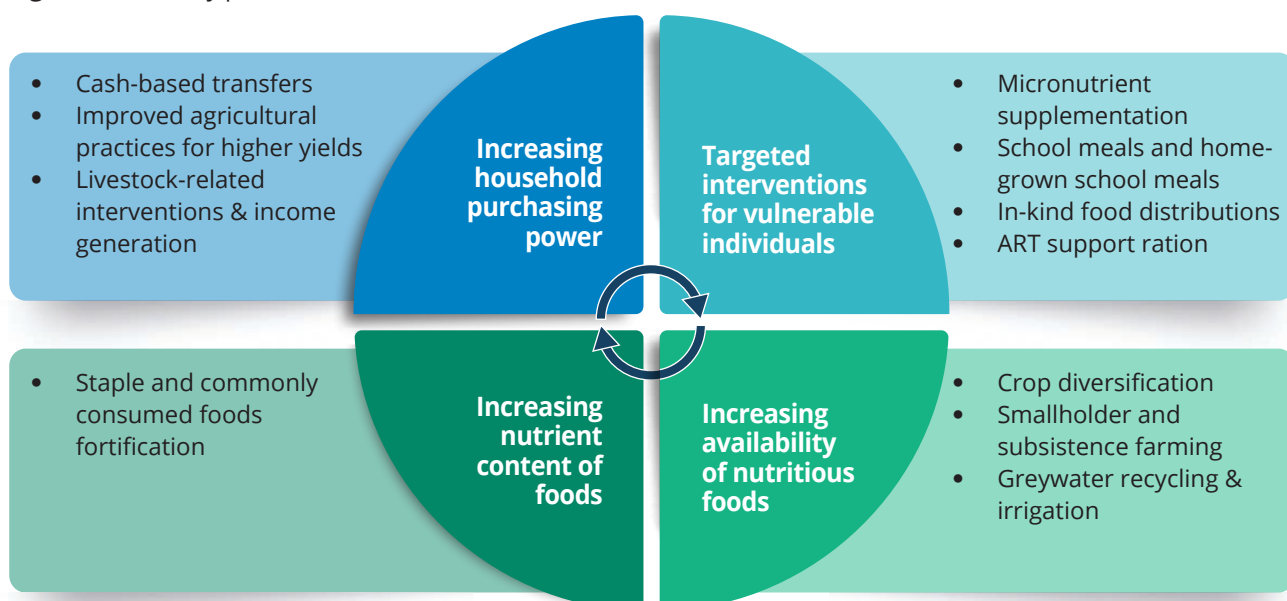 • Cash-based transfers
• Improved agricultural
practices for higher yields
• Livestock-related
interventions & income
generation
Increasing
household
purchasing
power
Targeted
interventions
for vulnerable
individuals
• Micronutrient
supplementation
• School meals and home-
grown school meals
• In-kind food distributions
• ART support ration
• Staple and commonly
consumed foods
fortification
Increasing
nutrient
content of
foods
Increasing
availability
of nutritious
foods
• Crop diversification
• Smallholder and
subsistence farming
• Greywater recycling &
irrigation